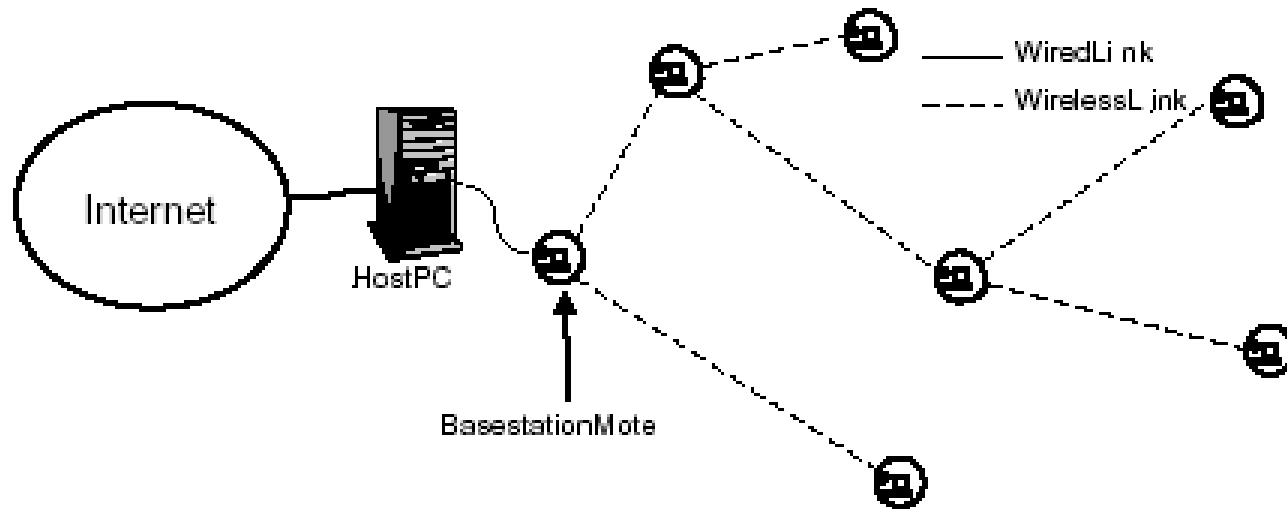 WiredLi nk
WirelessL ink
Internet
HostPC
BasestationMote